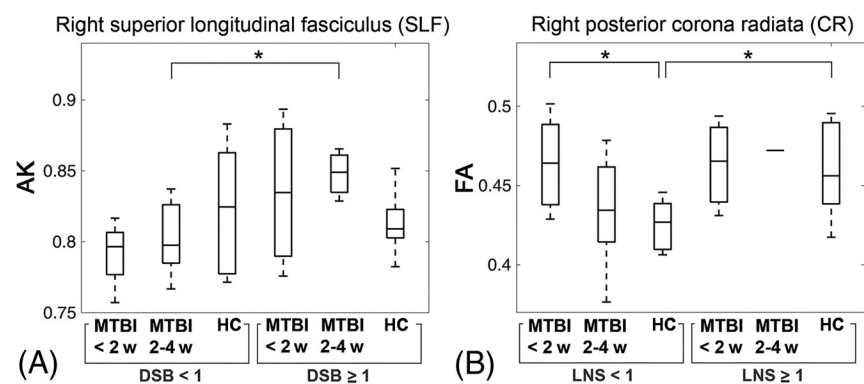 Right superior longitudinal fasciculus (SLF)
*
0.9
0.85
0.8
0.75
AK
MTBI MTBI HC MTBI MTBI HC
< 2 w 2-4 w < 2 w 2-4 w
DSB < 1 DSB ≥ 1
(A)
Right posterior corona radiata (CR)
* *
0.5
0.45
0.4
FA
MTBI MTBI HC MTBI MTBI HC
< 2 w 2-4 w < 2 w 2-4 w
LNS < 1 LNS ≥ 1
(B)